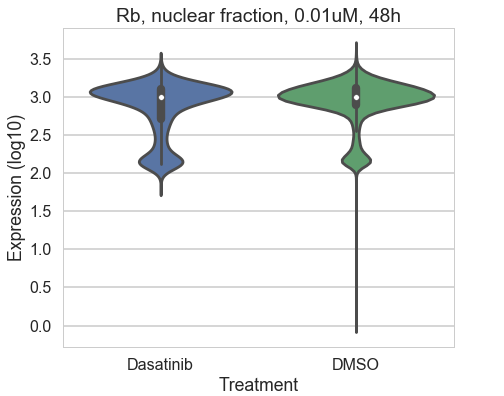 Rb, nuclear fraction, 0.01uM, 48h
3.5
3.0
2.5
2.0
1.5
1.0
0.5
0.0
Expression (log10)
Dasatinib DMSO
Treatment